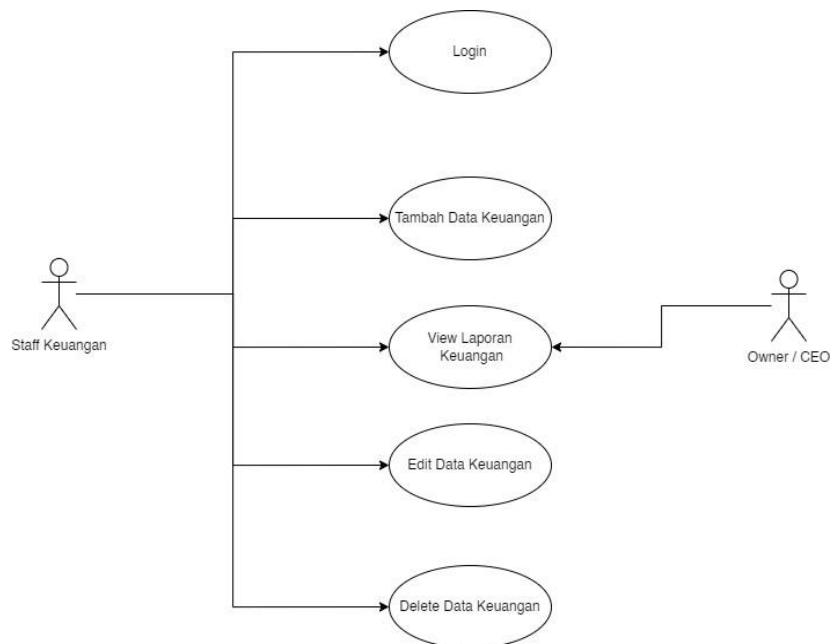 Login
Tambah Data Keuangan
Staff Keuangan
View Laporan
Keuangan
Owner / CEO
Edit Data Keuangan
Delete Data Keuangan